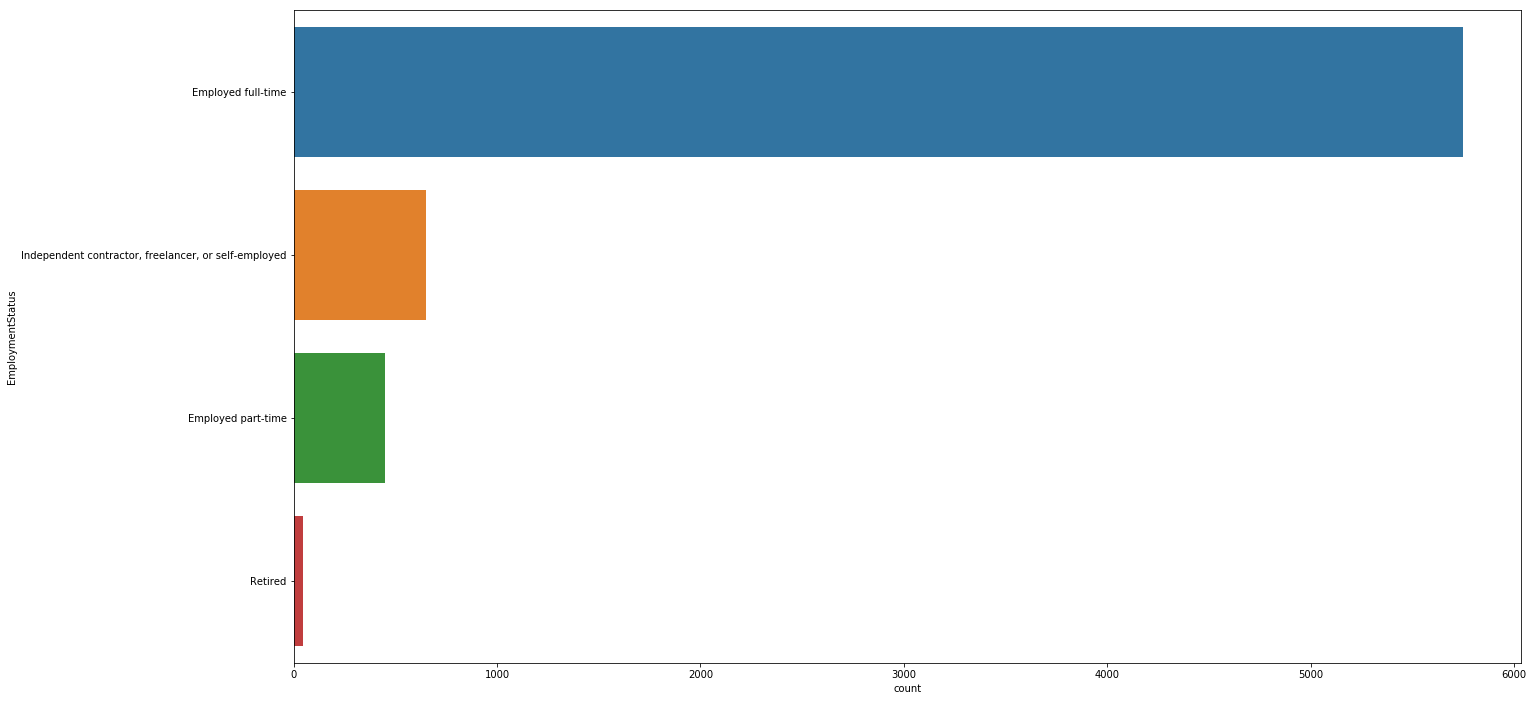 Employed full-time
Independent contractor, freelancer, or self-employed
Employed part-time
Retired
EmploymentStatus
0 1000 2000 3000 4000 5000 6000
count